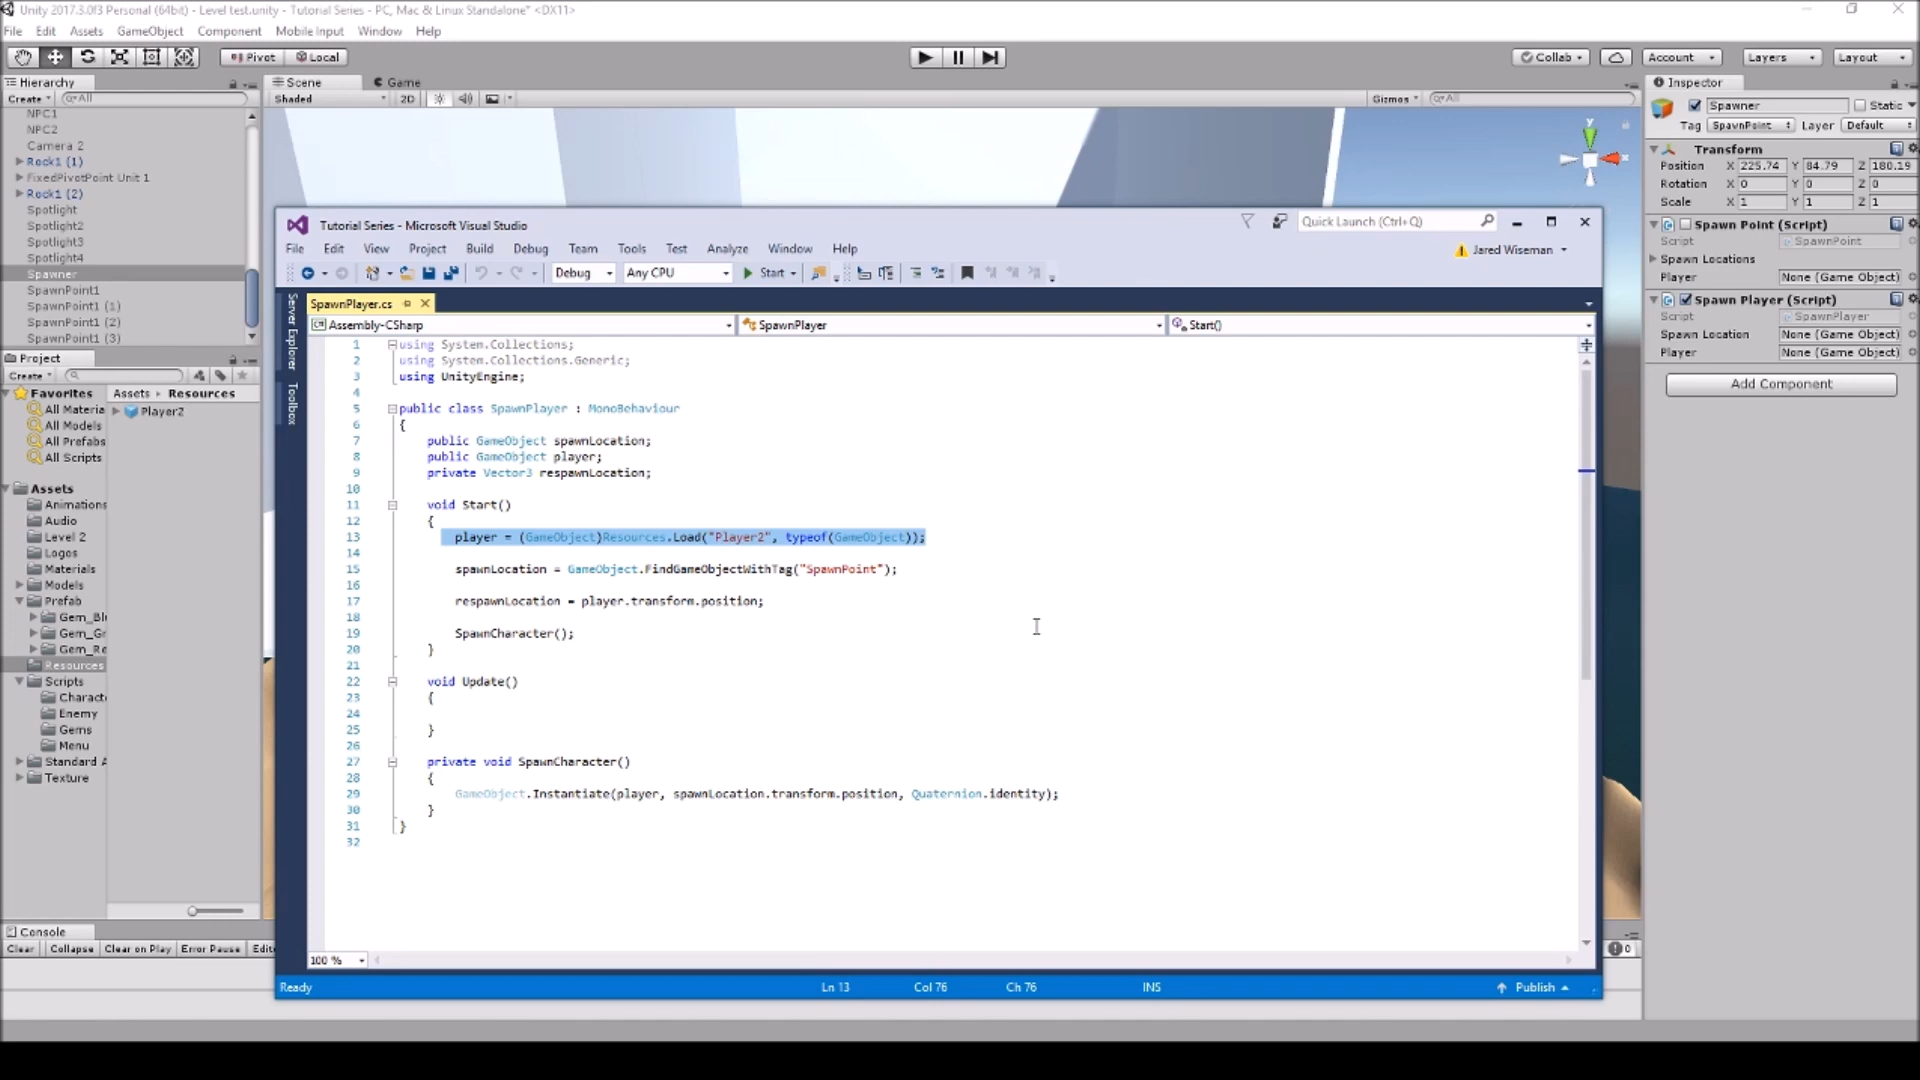 Unity 2017.3.0f3 Personal (64bit) - Level test.unity - Tutorial Series - PC, Mac & Linux Standalone* <DX11>
File Edit Assets GameObject Component Mobile Input Window Help
Pivot Local
Collab Account Layers Layout
Hierarchy
Create All
NPC1
NPC2
Camera 2
Rock1 (1)
FixedPivotPoint Unit 1
Rock1 (2)
Spotlight
Spotlight2
Spotlight3
Spotlight4
Spawner
SpawnPoint1
SpawnPoint1 (1)
SpawnPoint1 (2)
SpawnPoint1 (3)
Project
Create
Favorites
All Materia
All Models
All Prefabs
All Scripts
Assets
Animations
Audio
Level 2
Logos
Materials
Models
Prefab
Gem_Bl
Gem_Gr
Gem_Re
Resources
Scripts
Charact
Enemy
Gems
Menu
Standard A
Texture
Assets Resources
Player2
Console
Clear Collapse Clear on Play Error Pause Edit
Scene Game
Shaded 2D Gizmos All
y
Tutorial Series - Microsoft Visual Studio
Quick Launch (Ctrl+Q)
File Edit View Project Build Debug Team Tools Test Analyze Window Help
Jared Wiseman
Debug Any CPU Start
Server Explorer
Toolbox
SpawnPlayer.cs
Assembly-CSharp SpawnPlayer Start()
1 using System.Collections;
2 using System.Collections.Generic;
3 using UnityEngine;
4
5 public class SpawnPlayer : MonoBehaviour
6 {
7 public GameObject spawnLocation;
8 public GameObject player;
9 private Vector3 respawnLocation;
10
11 void Start()
12 {
13 player = (GameObject)Resources.Load("Player2", typeof(GameObject));
14
15 spawnLocation = GameObject.FindGameObjectWithTag("SpawnPoint");
16
17 respawnLocation = player.transform.position;
18
19 SpawnCharacter();
20 }
21
22 void Update()
23 {
24
25 }
26
27 private void SpawnCharacter()
28 {
29 GameObject.Instantiate(player, spawnLocation.transform.position, Quaternion.identity);
30 }
31 }
32
100 %
Ready Ln 13 Col 76 Ch 76 INS Publish
0
Inspector
Spawner Static
Tag SpawnPoint Layer Default
Transform
Position X 225.74 Y 84.79 Z 180.19
Rotation X 0 Y 0 Z 0
Scale X 1 Y 1 Z 1
Spawn Point (Script)
Script SpawnPoint
Spawn Locations
Player None (Game Object)
Spawn Player (Script)
Script SpawnPlayer
Spawn Location None (Game Object)
Player None (Game Object)
Add Component